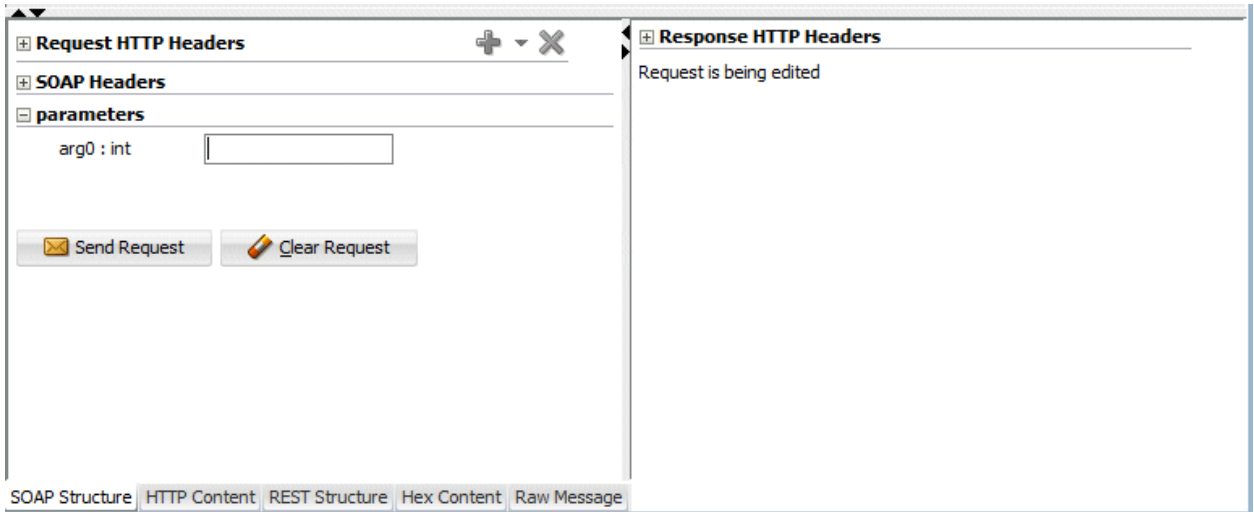 Request HTTP Headers
SOAP Headers
parameters
arg0 : int
Send Request
Clear Request
Response HTTP Headers
Request is being edited
SOAP Structure HTTP Content REST Structure Hex Content Raw Message